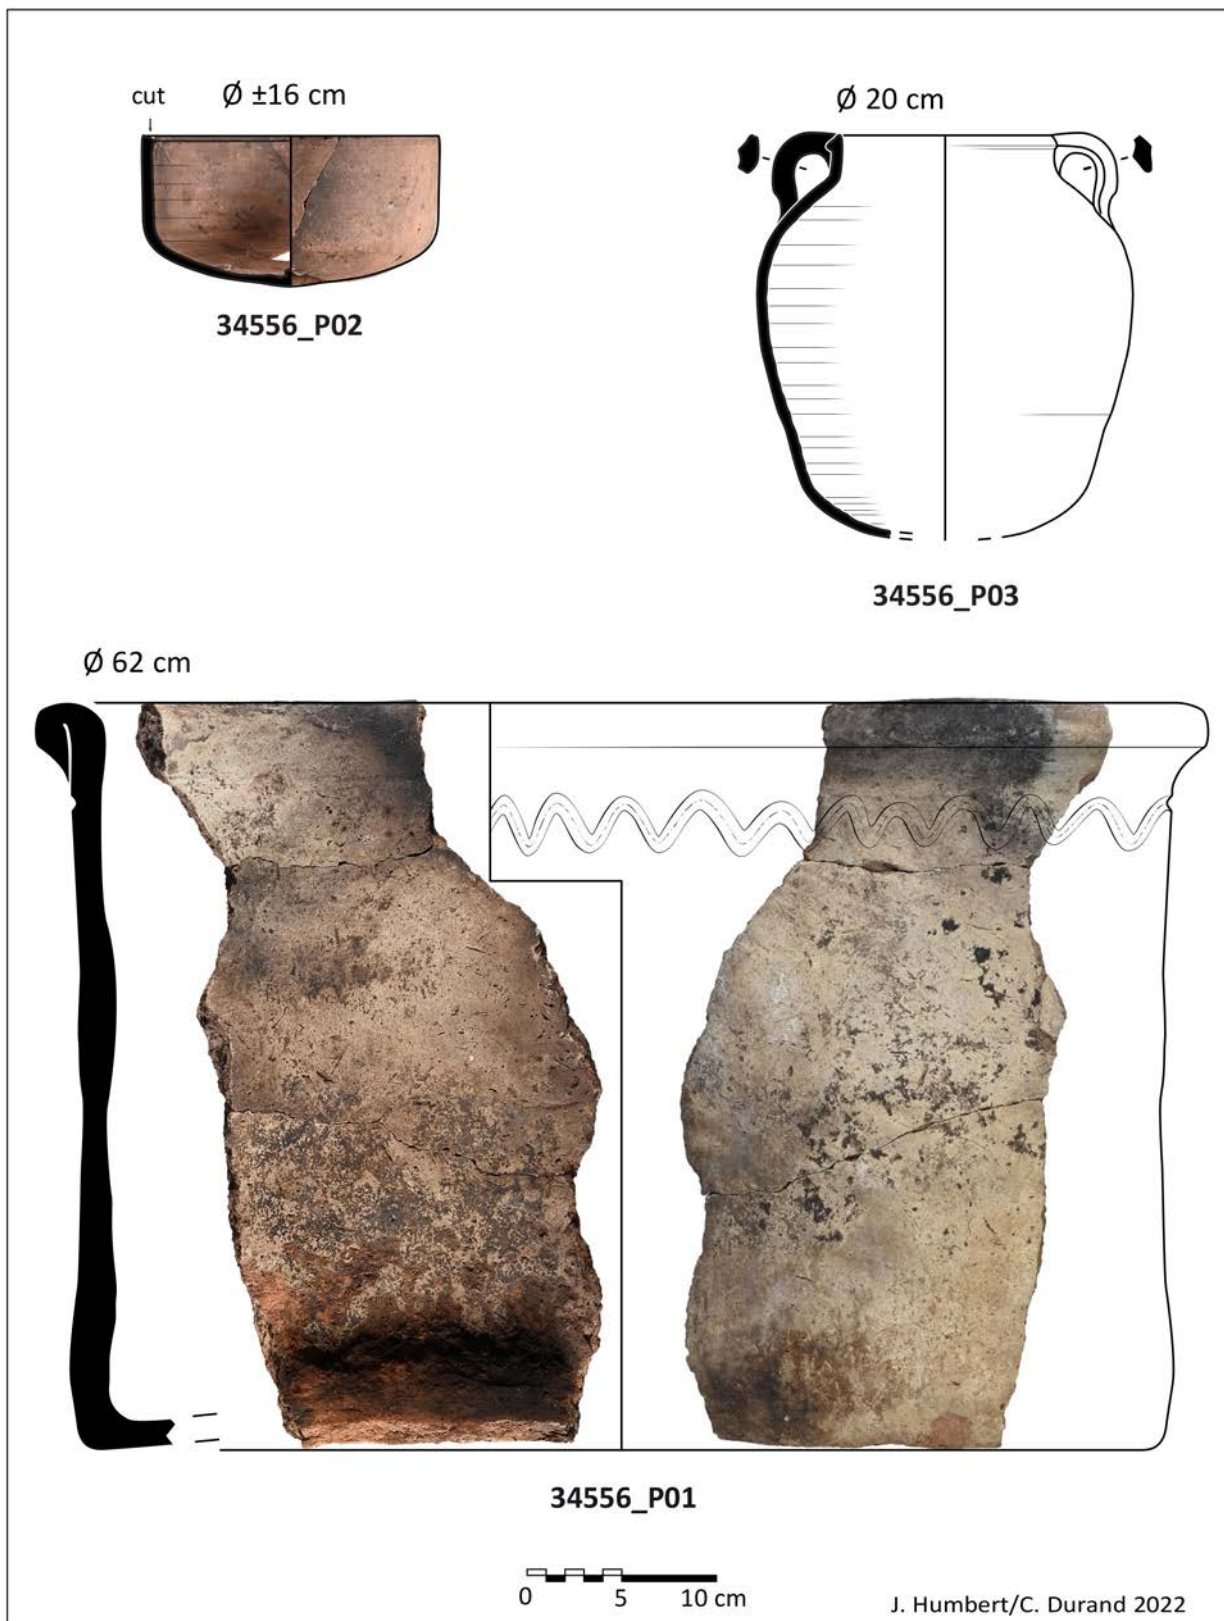 cut
Ø ±16 cm
Ø 20 cm
34556_P02
34556_P03
Ø 62 cm
34556_P01
0 5 10 cm
J. Humbert/C. Durand 2022